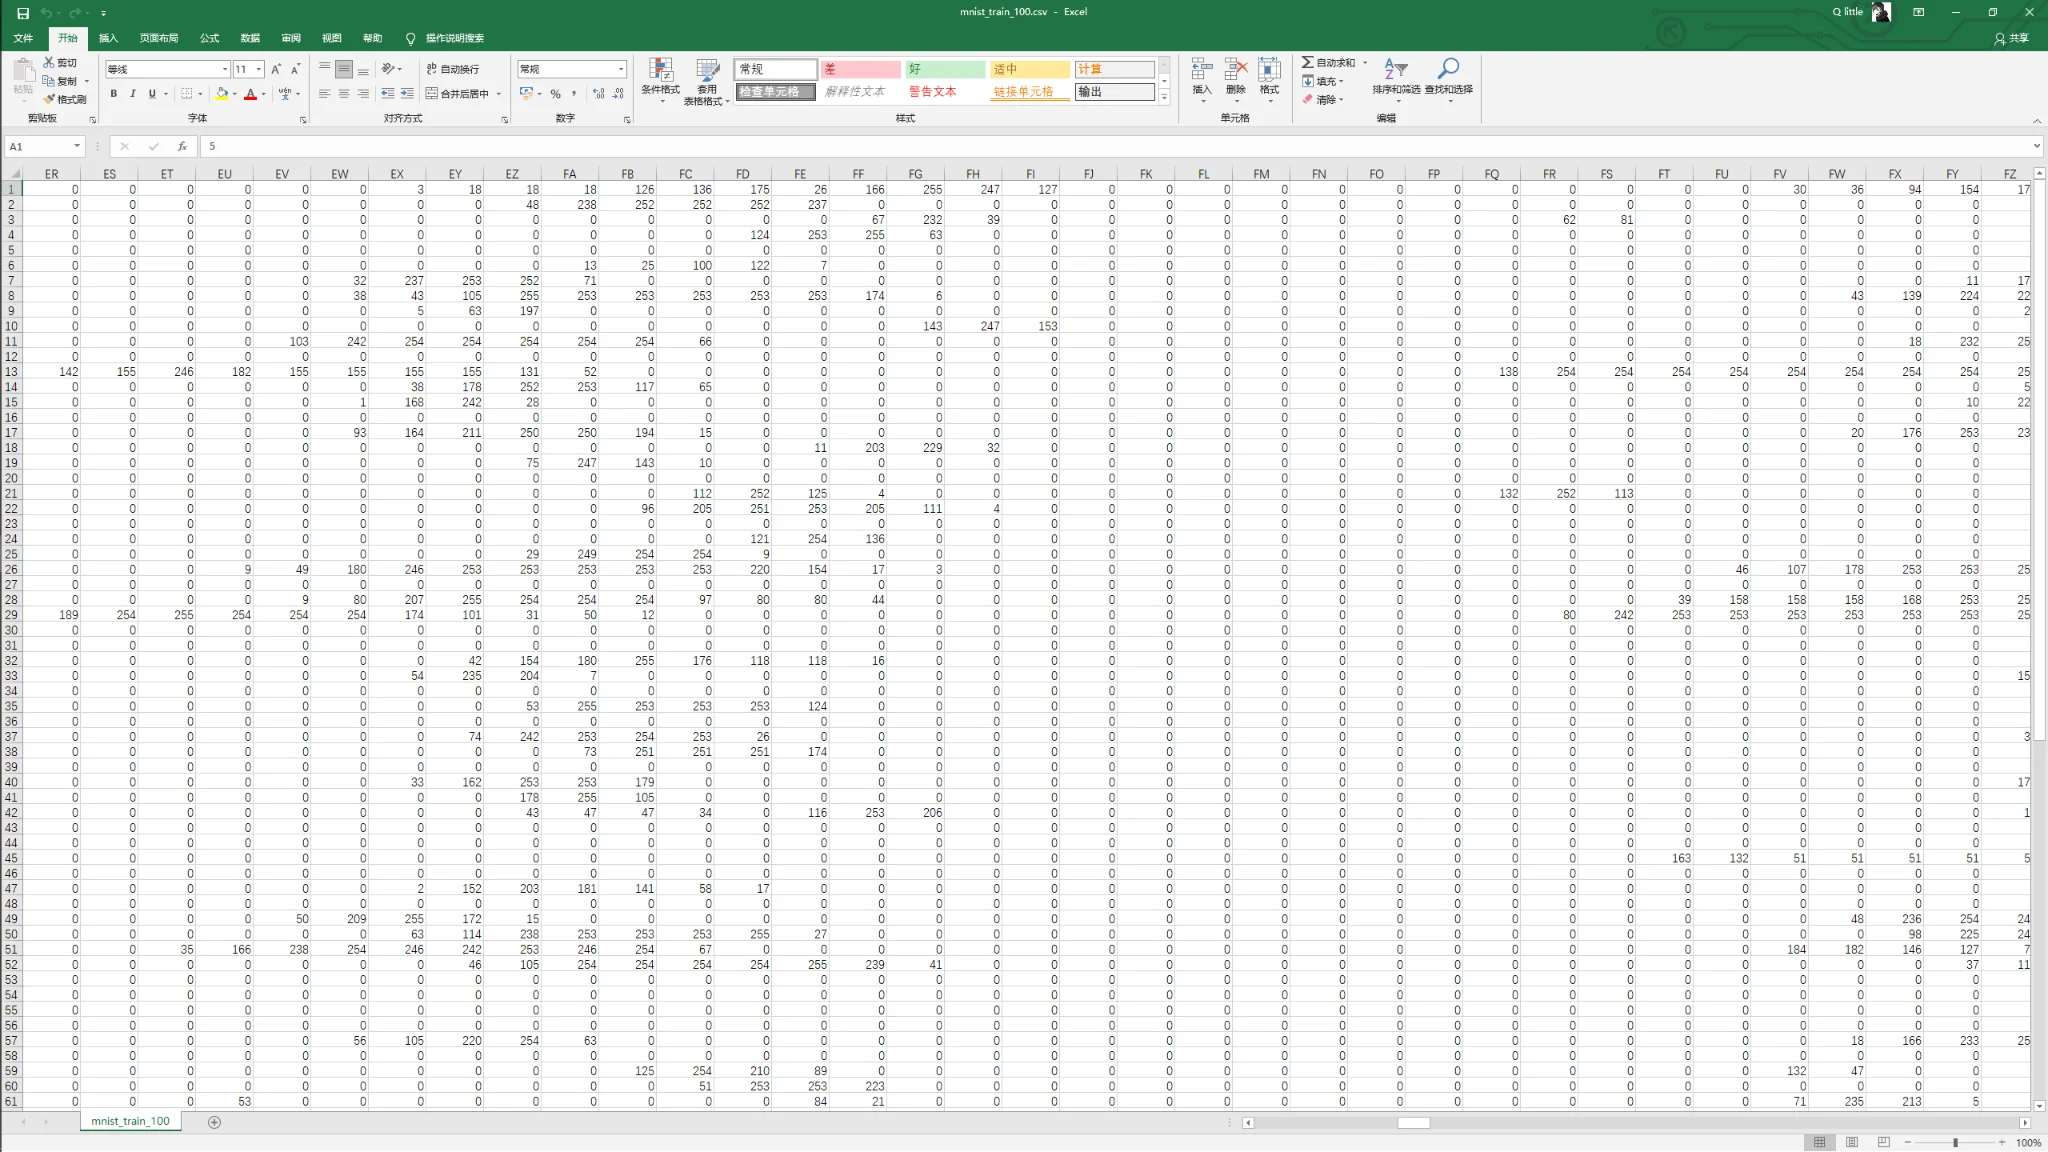 mnist_train_100.csv - Excel
Q little
文件 开始 插入 页面布局 公式 数据 审阅 视图 帮助 操作说明搜索 共享
粘贴 剪切 复制 格式刷 剪贴板
等线 11 B I U A 字体
自动换行 合并后居中 对齐方式
常规 % 数字
条件格式 套用表格格式
常规 差 好 适中 计算
检查单元格 解释性文本 警告文本 链接单元格 输出
样式
插入 删除 格式 单元格
自动求和 填充 清除 排序和筛选 查找和选择 编辑
A1 fx 5
ER ES ET EU EV EW EX EY EZ FA FB FC FD FE FF FG FH FI FJ FK FL FM FN FO FP FQ FR FS FT FU FV FW FX FY FZ
1 0 0 0 0 0 0 3 18 18 18 126 136 175 26 166 255 247 127 0 0 0 0 0 0 0 0 0 0 0 0 30 36 94 154 17
2 0 0 0 0 0 0 0 0 48 238 252 252 252 237 0 0 0 0 0 0 0 0 0 0 0 0 0 0 0 0 0 0 0 0
3 0 0 0 0 0 0 0 0 0 0 0 0 0 0 67 232 39 0 0 0 0 0 0 0 0 0 62 81 0 0 0 0 0 0
4 0 0 0 0 0 0 0 0 0 0 0 0 124 253 255 63 0 0 0 0 0 0 0 0 0 0 0 0 0 0 0 0 0 0
5 0 0 0 0 0 0 0 0 0 0 0 0 0 0 0 0 0 0 0 0 0 0 0 0 0 0 0 0 0 0 0 0 0 0
6 0 0 0 0 0 0 0 0 0 13 25 100 122 7 0 0 0 0 0 0 0 0 0 0 0 0 0 0 0 0 0 0 0 0
7 0 0 0 0 0 32 237 253 252 71 0 0 0 0 0 0 0 0 0 0 0 0 0 0 0 0 0 0 0 0 0 0 0 11 17
8 0 0 0 0 0 38 43 105 255 253 253 253 253 253 174 6 0 0 0 0 0 0 0 0 0 0 0 0 0 0 0 43 139 224 22
9 0 0 0 0 0 0 5 63 197 0 0 0 0 0 0 0 0 0 0 0 0 0 0 0 0 0 0 0 0 0 0 0 0 0 2
10 0 0 0 0 0 0 0 0 0 0 0 0 0 0 0 143 247 153 0 0 0 0 0 0 0 0 0 0 0 0 0 0 0 0
11 0 0 0 0 103 242 254 254 254 254 254 66 0 0 0 0 0 0 0 0 0 0 0 0 0 0 0 0 0 0 0 0 18 232 25
12 0 0 0 0 0 0 0 0 0 0 0 0 0 0 0 0 0 0 0 0 0 0 0 0 0 0 0 0 0 0 0 0 0 0
13 142 155 246 182 155 155 155 155 131 52 0 0 0 0 0 0 0 0 0 0 0 0 0 0 0 138 254 254 254 254 254 254 254 254 25
14 0 0 0 0 0 0 38 178 252 253 117 65 0 0 0 0 0 0 0 0 0 0 0 0 0 0 0 0 0 0 0 0 0 0 5
15 0 0 0 0 0 1 168 242 28 0 0 0 0 0 0 0 0 0 0 0 0 0 0 0 0 0 0 0 0 0 0 0 0 10 22
16 0 0 0 0 0 0 0 0 0 0 0 0 0 0 0 0 0 0 0 0 0 0 0 0 0 0 0 0 0 0 0 0 0 0
17 0 0 0 0 0 93 164 211 250 250 194 15 0 0 0 0 0 0 0 0 0 0 0 0 0 0 0 0 0 0 0 20 176 253 23
18 0 0 0 0 0 0 0 0 0 0 0 0 0 11 203 229 32 0 0 0 0 0 0 0 0 0 0 0 0 0 0 0 0 0
19 0 0 0 0 0 0 0 0 75 247 143 10 0 0 0 0 0 0 0 0 0 0 0 0 0 0 0 0 0 0 0 0 0 0
20 0 0 0 0 0 0 0 0 0 0 0 0 0 0 0 0 0 0 0 0 0 0 0 0 0 0 0 0 0 0 0 0 0 0
21 0 0 0 0 0 0 0 0 0 0 0 112 252 125 4 0 0 0 0 0 0 0 0 0 0 132 252 113 0 0 0 0 0 0
22 0 0 0 0 0 0 0 0 0 0 96 205 251 253 205 111 4 0 0 0 0 0 0 0 0 0 0 0 0 0 0 0 0 0
23 0 0 0 0 0 0 0 0 0 0 0 0 0 0 0 0 0 0 0 0 0 0 0 0 0 0 0 0 0 0 0 0 0 0
24 0 0 0 0 0 0 0 0 0 0 0 0 121 254 136 0 0 0 0 0 0 0 0 0 0 0 0 0 0 0 0 0 0 0
25 0 0 0 0 0 0 0 0 29 249 254 254 9 0 0 0 0 0 0 0 0 0 0 0 0 0 0 0 0 0 0 0 0 0
26 0 0 0 9 49 180 246 253 253 253 253 253 220 154 17 3 0 0 0 0 0 0 0 0 0 0 0 0 0 46 107 178 253 253 25
27 0 0 0 0 0 0 0 0 0 0 0 0 0 0 0 0 0 0 0 0 0 0 0 0 0 0 0 0 0 0 0 0 0 0
28 0 0 0 0 9 80 207 255 254 254 254 97 80 80 44 0 0 0 0 0 0 0 0 0 0 0 0 0 39 158 158 158 168 253 25
29 189 254 255 254 254 254 174 101 31 50 12 0 0 0 0 0 0 0 0 0 0 0 0 0 0 0 80 242 253 253 253 253 253 253 25
30 0 0 0 0 0 0 0 0 0 0 0 0 0 0 0 0 0 0 0 0 0 0 0 0 0 0 0 0 0 0 0 0 0 0
31 0 0 0 0 0 0 0 0 0 0 0 0 0 0 0 0 0 0 0 0 0 0 0 0 0 0 0 0 0 0 0 0 0 0
32 0 0 0 0 0 0 0 42 154 180 255 176 118 118 16 0 0 0 0 0 0 0 0 0 0 0 0 0 0 0 0 0 0 0
33 0 0 0 0 0 0 54 235 204 7 0 0 0 0 0 0 0 0 0 0 0 0 0 0 0 0 0 0 0 0 0 0 0 0 15
34 0 0 0 0 0 0 0 0 0 0 0 0 0 0 0 0 0 0 0 0 0 0 0 0 0 0 0 0 0 0 0 0 0 0
35 0 0 0 0 0 0 0 0 53 255 253 253 253 124 0 0 0 0 0 0 0 0 0 0 0 0 0 0 0 0 0 0 0 0
36 0 0 0 0 0 0 0 0 0 0 0 0 0 0 0 0 0 0 0 0 0 0 0 0 0 0 0 0 0 0 0 0 0 0
37 0 0 0 0 0 0 0 74 242 253 254 253 26 0 0 0 0 0 0 0 0 0 0 0 0 0 0 0 0 0 0 0 0 0 3
38 0 0 0 0 0 0 0 0 0 73 251 251 251 174 0 0 0 0 0 0 0 0 0 0 0 0 0 0 0 0 0 0 0 0
39 0 0 0 0 0 0 0 0 0 0 0 0 0 0 0 0 0 0 0 0 0 0 0 0 0 0 0 0 0 0 0 0 0 0
40 0 0 0 0 0 0 33 162 253 253 179 0 0 0 0 0 0 0 0 0 0 0 0 0 0 0 0 0 0 0 0 0 0 0 17
41 0 0 0 0 0 0 0 0 178 255 105 0 0 0 0 0 0 0 0 0 0 0 0 0 0 0 0 0 0 0 0 0 0 0
42 0 0 0 0 0 0 0 0 43 47 47 34 0 116 253 206 0 0 0 0 0 0 0 0 0 0 0 0 0 0 0 0 0 0 1
43 0 0 0 0 0 0 0 0 0 0 0 0 0 0 0 0 0 0 0 0 0 0 0 0 0 0 0 0 0 0 0 0 0 0
44 0 0 0 0 0 0 0 0 0 0 0 0 0 0 0 0 0 0 0 0 0 0 0 0 0 0 0 0 0 0 0 0 0 0
45 0 0 0 0 0 0 0 0 0 0 0 0 0 0 0 0 0 0 0 0 0 0 0 0 0 0 0 0 163 132 51 51 51 51 5
46 0 0 0 0 0 0 0 0 0 0 0 0 0 0 0 0 0 0 0 0 0 0 0 0 0 0 0 0 0 0 0 0 0 0
47 0 0 0 0 0 0 2 152 203 181 141 58 17 0 0 0 0 0 0 0 0 0 0 0 0 0 0 0 0 0 0 0 0 0
48 0 0 0 0 0 0 0 0 0 0 0 0 0 0 0 0 0 0 0 0 0 0 0 0 0 0 0 0 0 0 0 0 0 0
49 0 0 0 0 50 209 255 172 15 0 0 0 0 0 0 0 0 0 0 0 0 0 0 0 0 0 0 0 0 0 0 48 236 254 24
50 0 0 0 0 0 0 63 114 238 253 253 253 255 27 0 0 0 0 0 0 0 0 0 0 0 0 0 0 0 0 0 0 98 225 24
51 0 0 35 166 238 254 246 242 253 246 254 67 0 0 0 0 0 0 0 0 0 0 0 0 0 0 0 0 0 0 184 182 146 127 7
52 0 0 0 0 0 0 0 46 105 254 254 254 254 255 239 41 0 0 0 0 0 0 0 0 0 0 0 0 0 0 0 0 0 37 11
53 0 0 0 0 0 0 0 0 0 0 0 0 0 0 0 0 0 0 0 0 0 0 0 0 0 0 0 0 0 0 0 0 0 0
54 0 0 0 0 0 0 0 0 0 0 0 0 0 0 0 0 0 0 0 0 0 0 0 0 0 0 0 0 0 0 0 0 0 0
55 0 0 0 0 0 0 0 0 0 0 0 0 0 0 0 0 0 0 0 0 0 0 0 0 0 0 0 0 0 0 0 0 0 0
56 0 0 0 0 0 0 0 0 0 0 0 0 0 0 0 0 0 0 0 0 0 0 0 0 0 0 0 0 0 0 0 0 0 0
57 0 0 0 0 0 56 105 220 254 63 0 0 0 0 0 0 0 0 0 0 0 0 0 0 0 0 0 0 0 0 0 18 166 233 25
58 0 0 0 0 0 0 0 0 0 0 0 0 0 0 0 0 0 0 0 0 0 0 0 0 0 0 0 0 0 0 0 0 0 0
59 0 0 0 0 0 0 0 0 0 0 125 254 210 89 0 0 0 0 0 0 0 0 0 0 0 0 0 0 0 0 132 47 0 0
60 0 0 0 0 0 0 0 0 0 0 0 51 253 253 223 0 0 0 0 0 0 0 0 0 0 0 0 0 0 0 0 0 0 0
61 0 0 0 53 0 0 0 0 0 0 0 0 0 84 21 0 0 0 0 0 0 0 0 0 0 0 0 0 0 0 71 235 213 5
mnist_train_100
100%